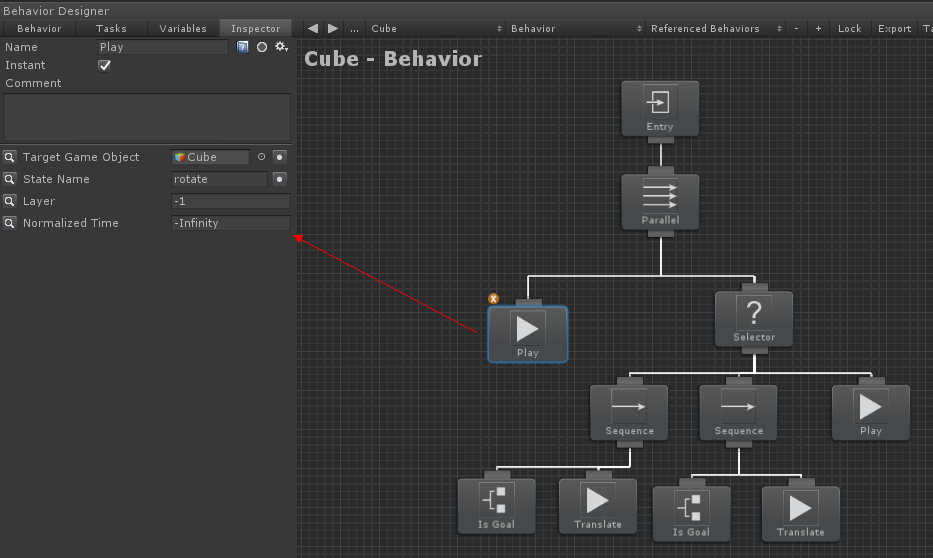 Behavior Designer
Behavior Tasks Variables Inspector
... Cube Behavior Referenced Behaviors - + Lock Export Ta
Name Play
Instant
Comment
Target Game Object Cube
State Name rotate
Layer -1
Normalized Time -Infinity
Cube - Behavior
Entry
Parallel
X
Play
?
Selector
Sequence
Sequence
Play
Is Goal
Translate
Is Goal
Translate